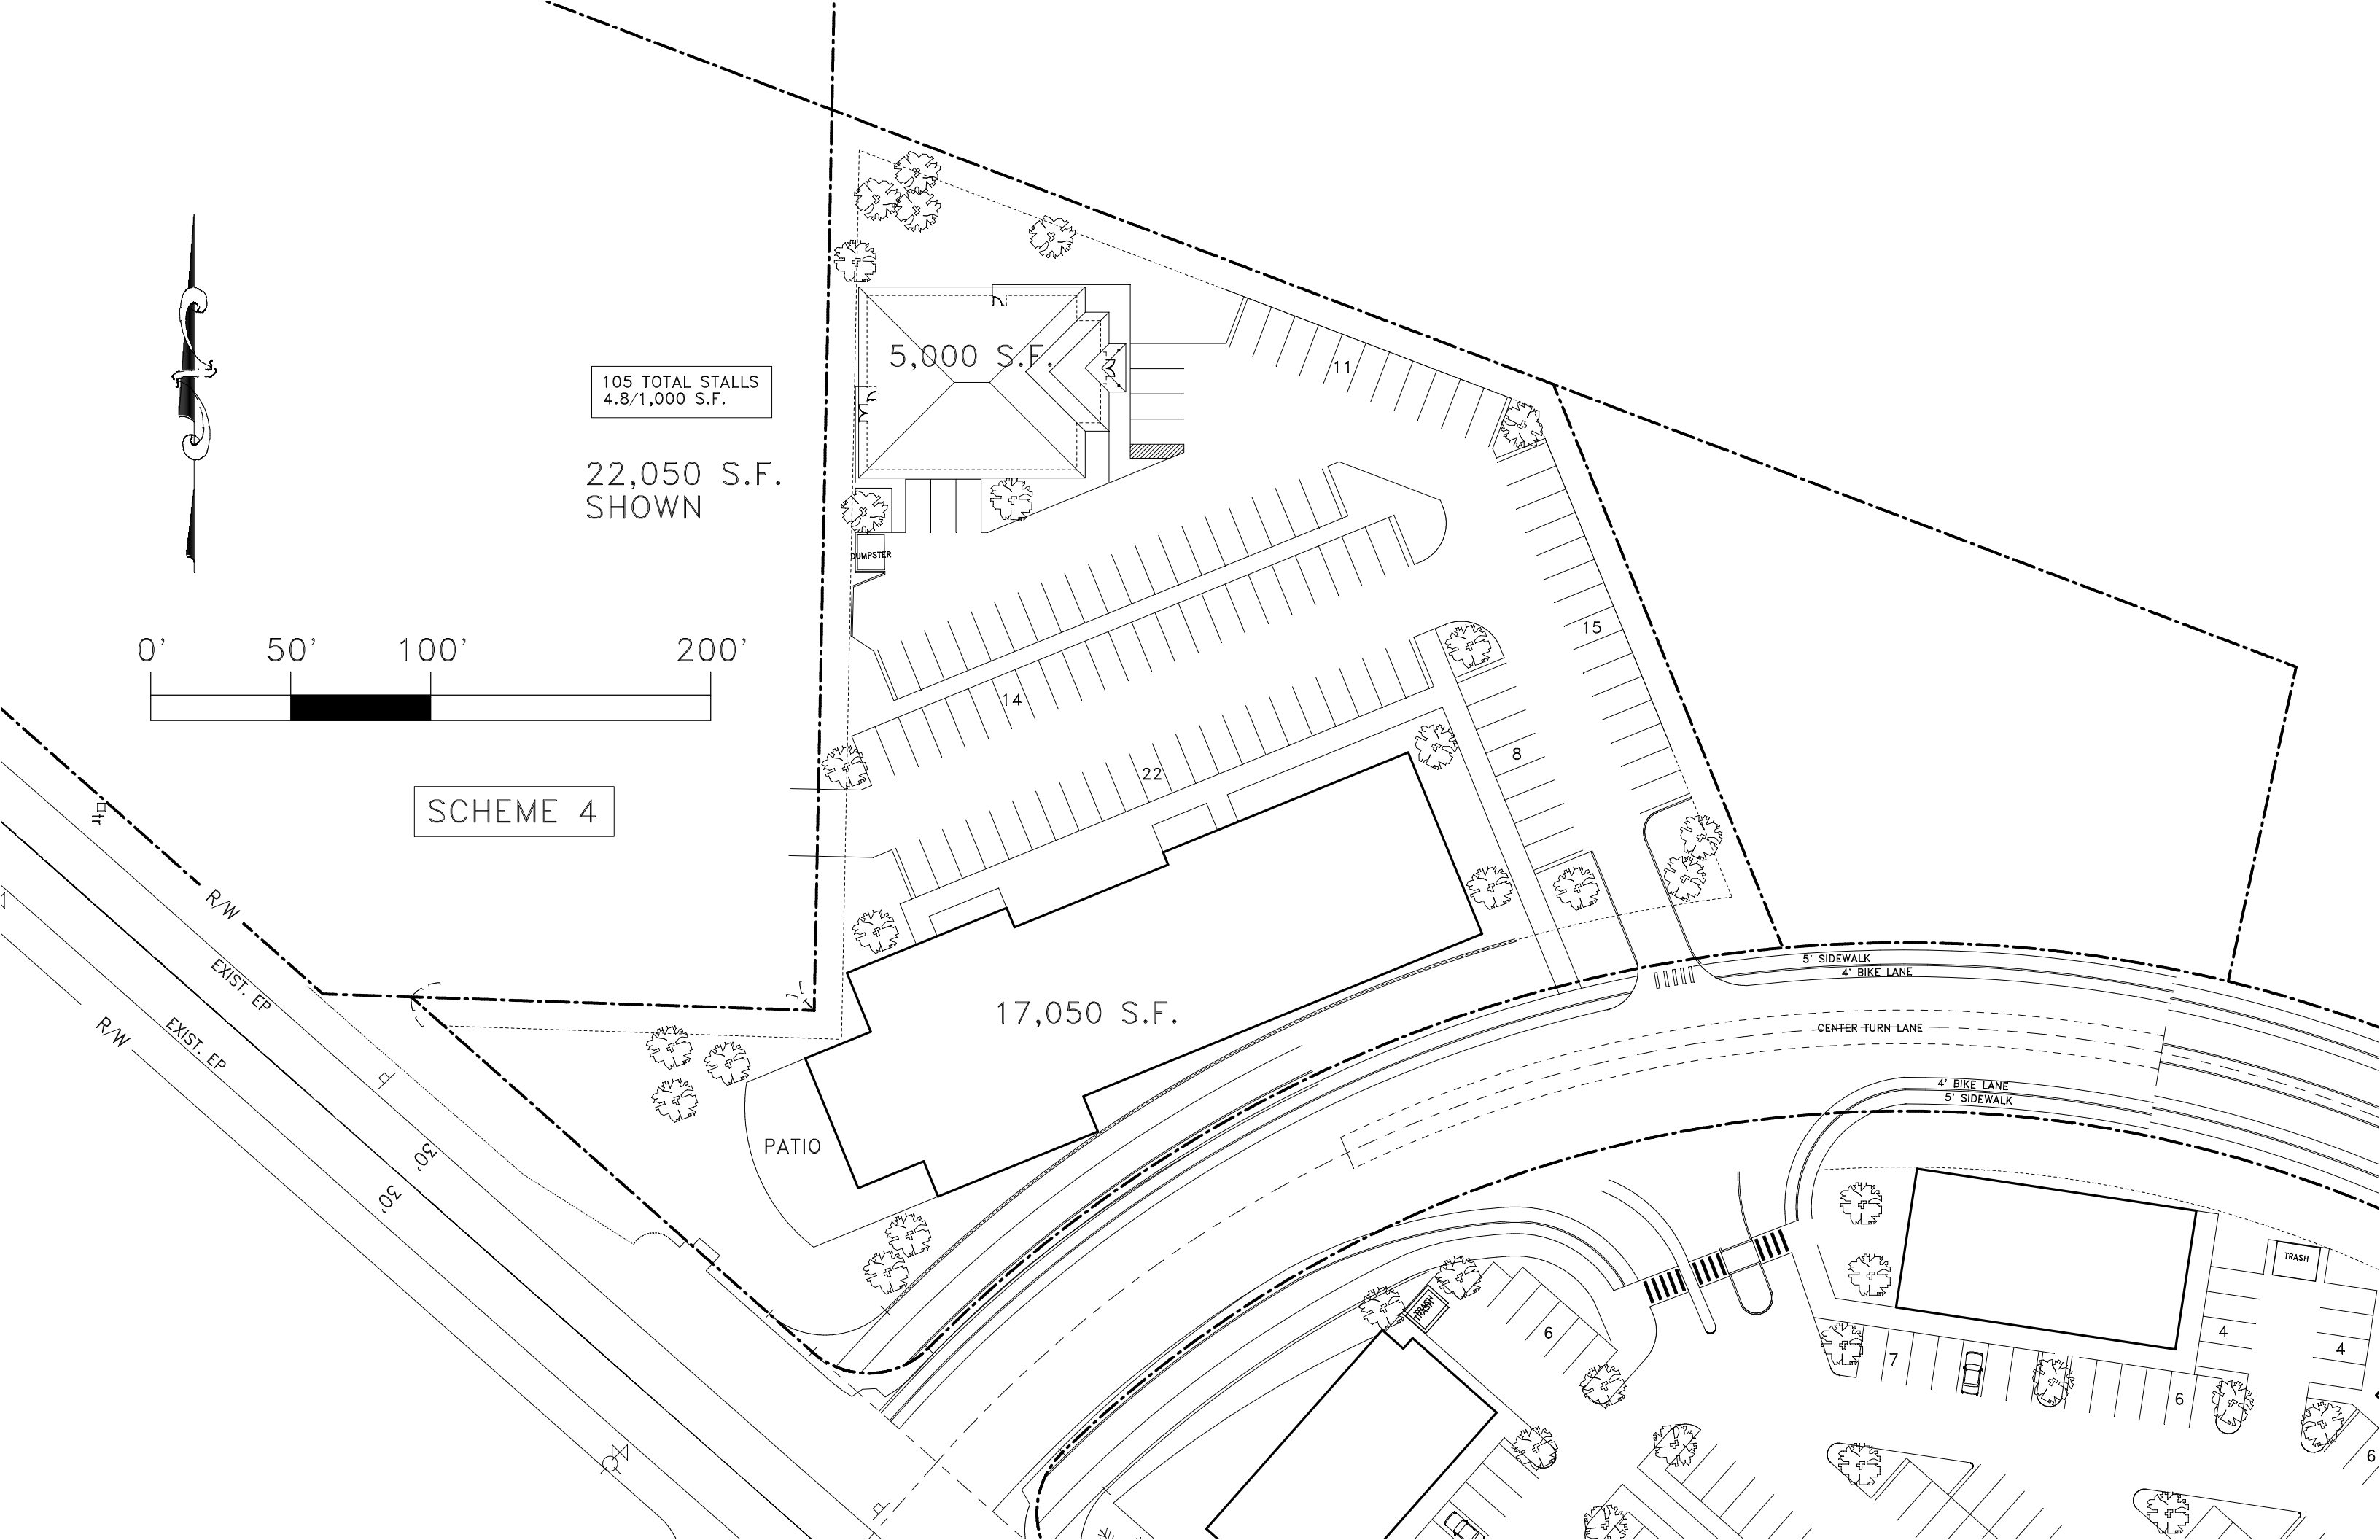 5,000 S.F.
11
105 TOTAL STALLS
4.8/1,000 S.F.
22,050 S.F.
SHOWN
DUMPSTER
15
0' 50' 100' 200'
14
8
22
SCHEME 4
tr
R/W
EXIST. EP
R/W
EXIST. EP
17,050 S.F.
5' SIDEWALK
4' BIKE LANE
CENTER TURN LANE
4' BIKE LANE
5' SIDEWALK
PATIO
30'
30'
TRASH
TRASH
TRASH
6
7
4
4
6
6